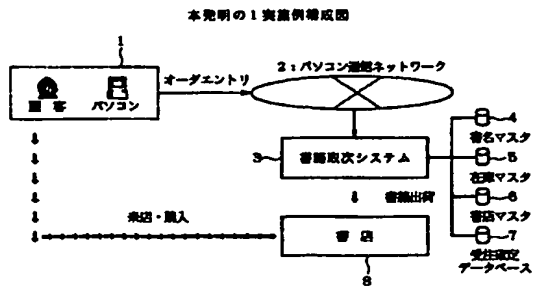 本発明の1実施例構成図
1
オーダエントリ
2:パソコン通信ネットワーク
顧客
パソコン
4
書名マスタ
3
書籍取次システム
5
在庫マスタ
書籍出荷
6
書店マスタ
来店・購入
書店
7
受注確定
データベース
8